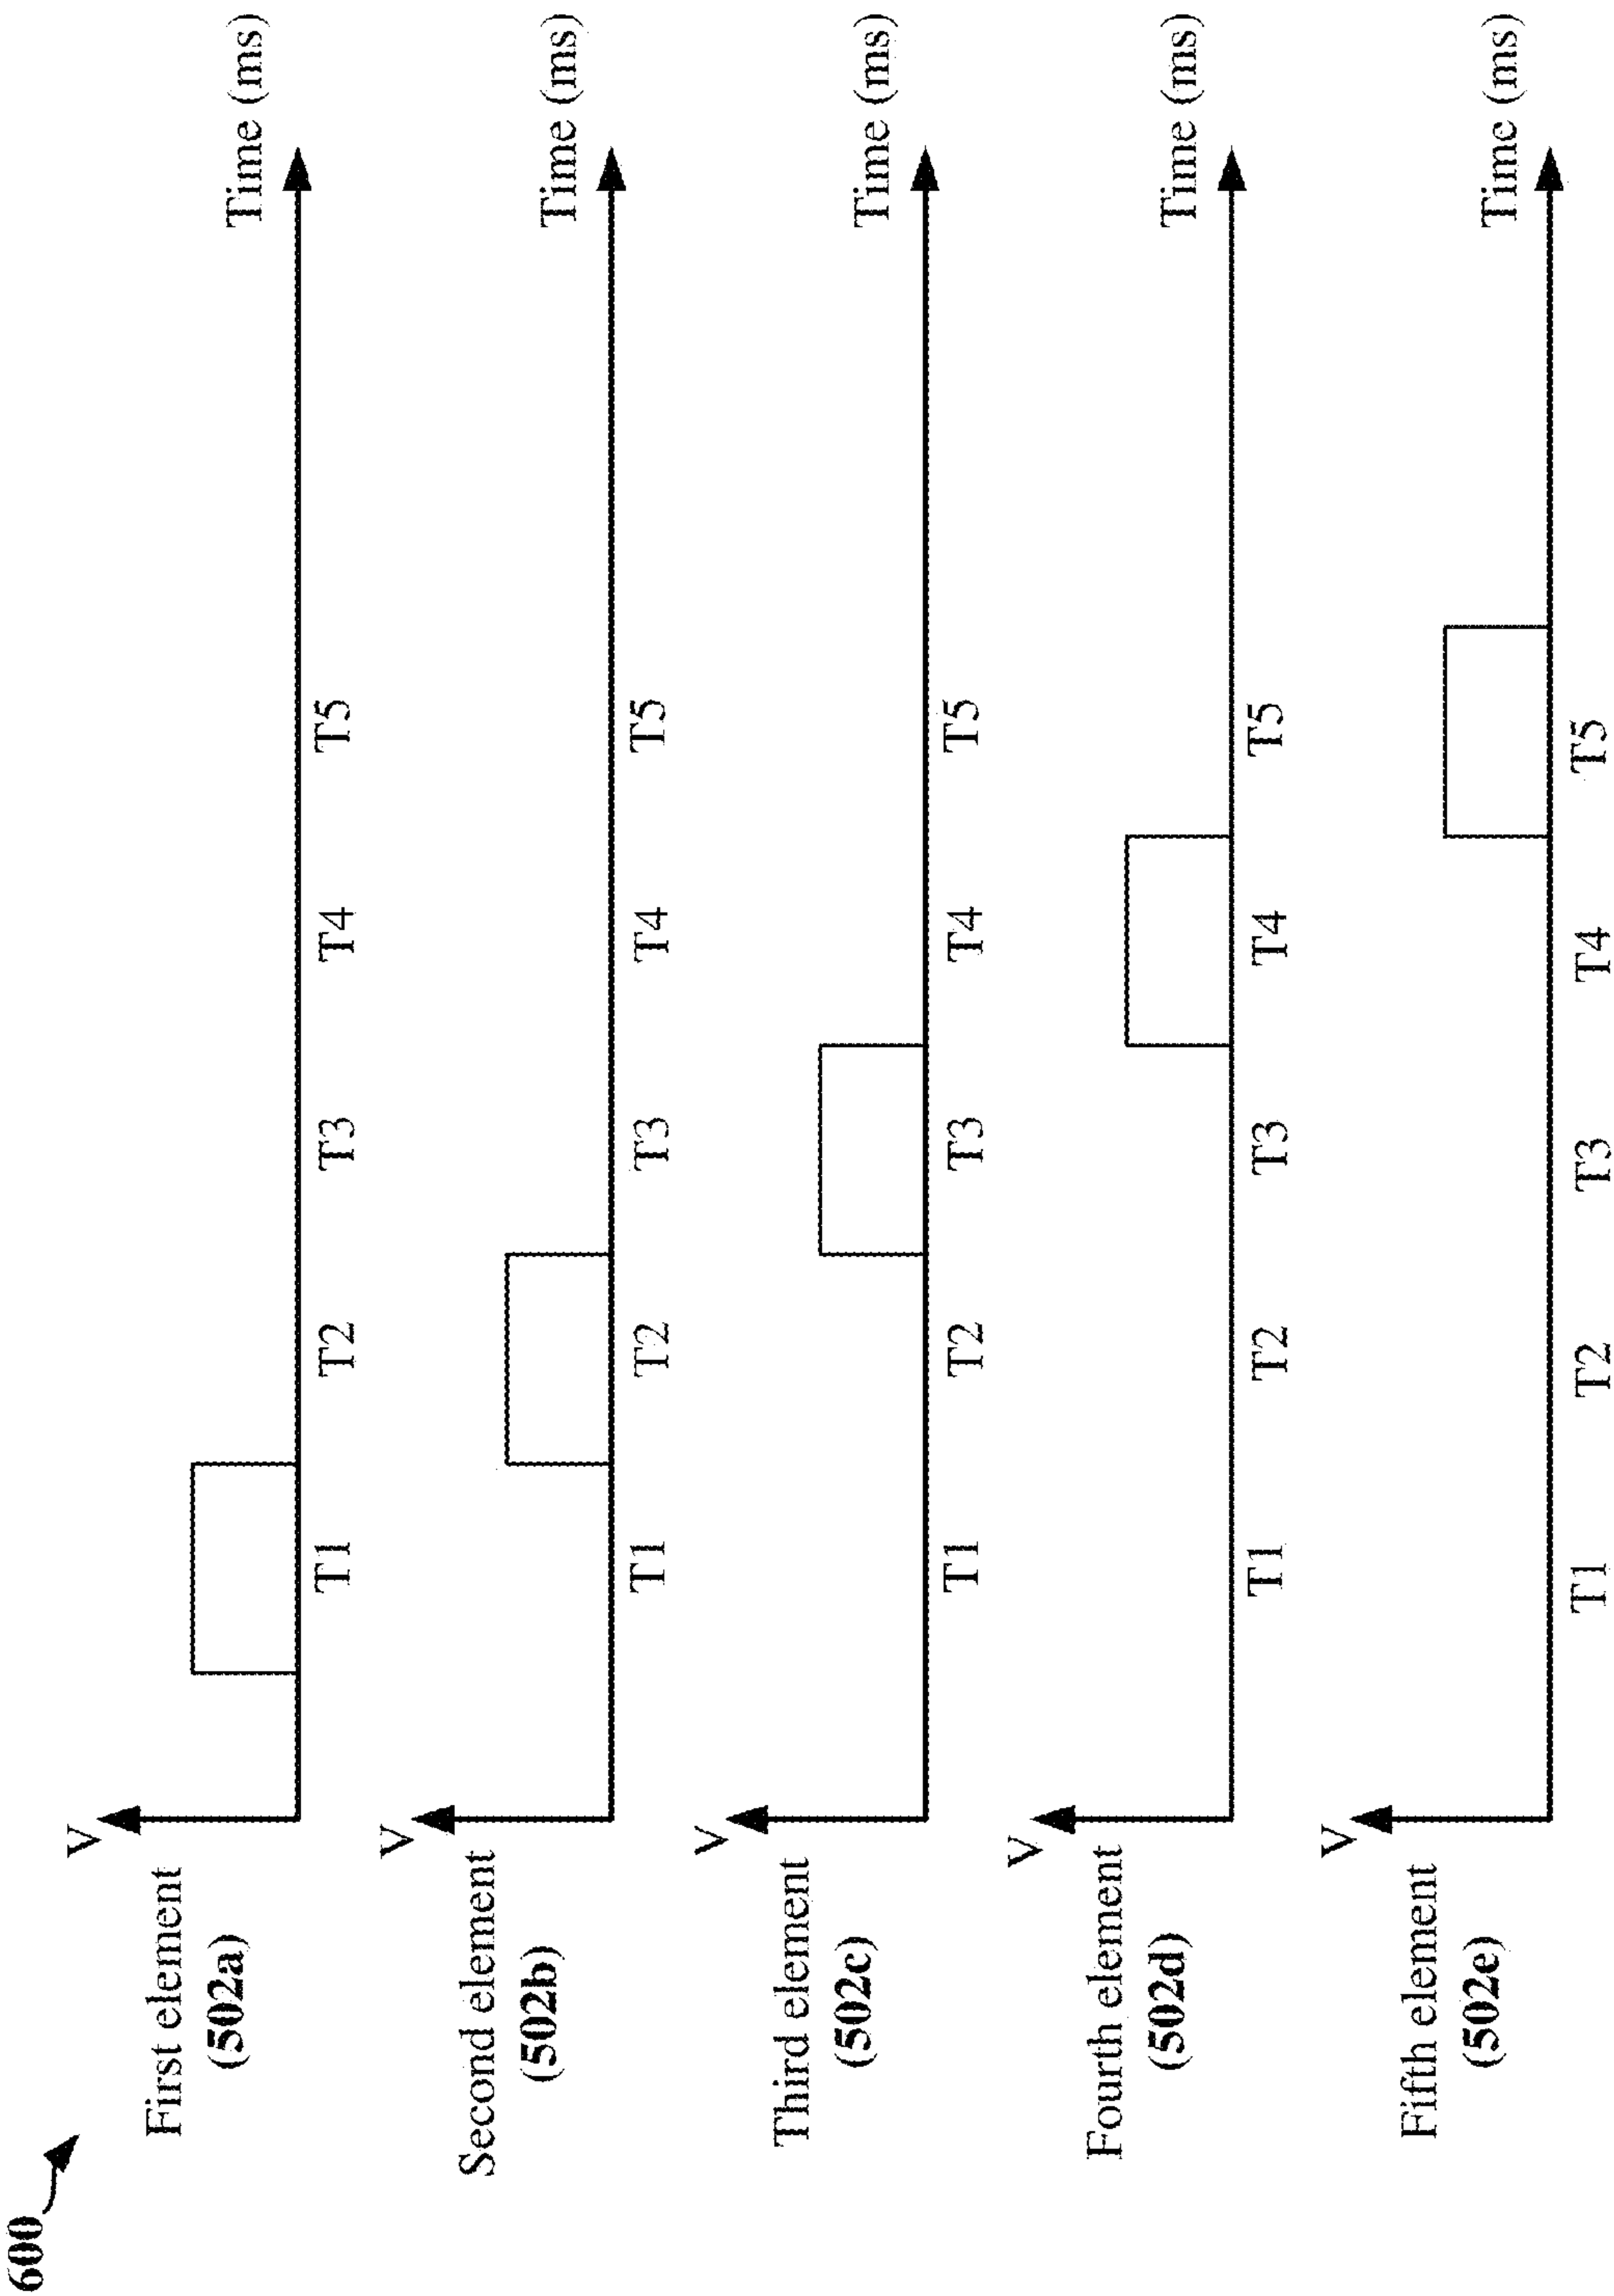 600
V
Time (ms)
First element
(502a)
T1 T2 T3 T4 T5
V
Time (ms)
Second element
(502b)
T1 T2 T3 T4 T5
V
Time (ms)
Third element
(502c)
T1 T2 T3 T4 T5
V
Time (ms)
Fourth element
(502d)
T1 T2 T3 T4 T5
V
Time (ms)
Fifth element
(502e)
T1 T2 T3 T4 T5